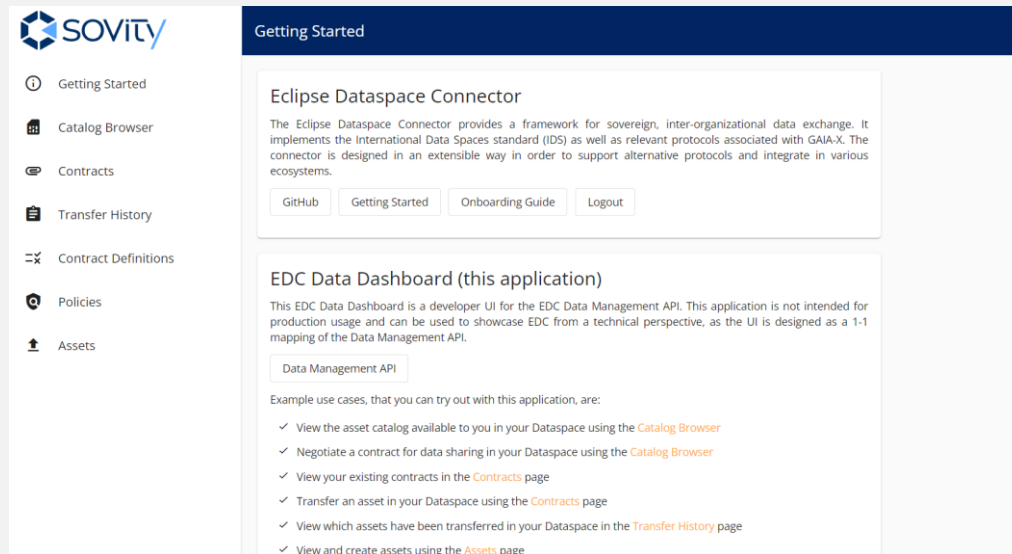 sovity
Getting Started
Getting Started
Catalog Browser
Contracts
Transfer History
Contract Definitions
Policies
Assets
Eclipse Dataspace Connector
The Eclipse Dataspace Connector provides a framework for sovereign, inter-organizational data exchange. It
implements the International Data Spaces standard (IDS) as well as relevant protocols associated with GAIA-X. The
connector is designed in an extensible way in order to support alternative protocols and integrate in various
ecosystems.
GitHub Getting Started Onboarding Guide Logout
EDC Data Dashboard (this application)
This EDC Data Dashboard is a developer UI for the EDC Data Management API. This application is not intended for
production usage and can be used to showcase EDC from a technical perspective, as the UI is designed as a 1-1
mapping of the Data Management API.
Data Management API
Example use cases, that you can try out with this application, are:
View the asset catalog available to you in your Dataspace using the Catalog Browser
Negotiate a contract for data sharing in your Dataspace using the Catalog Browser
View your existing contracts in the Contracts page
Transfer an asset in your Dataspace using the Contracts page
View which assets have been transferred in your Dataspace in the Transfer History page
View and create assets using the Assets page